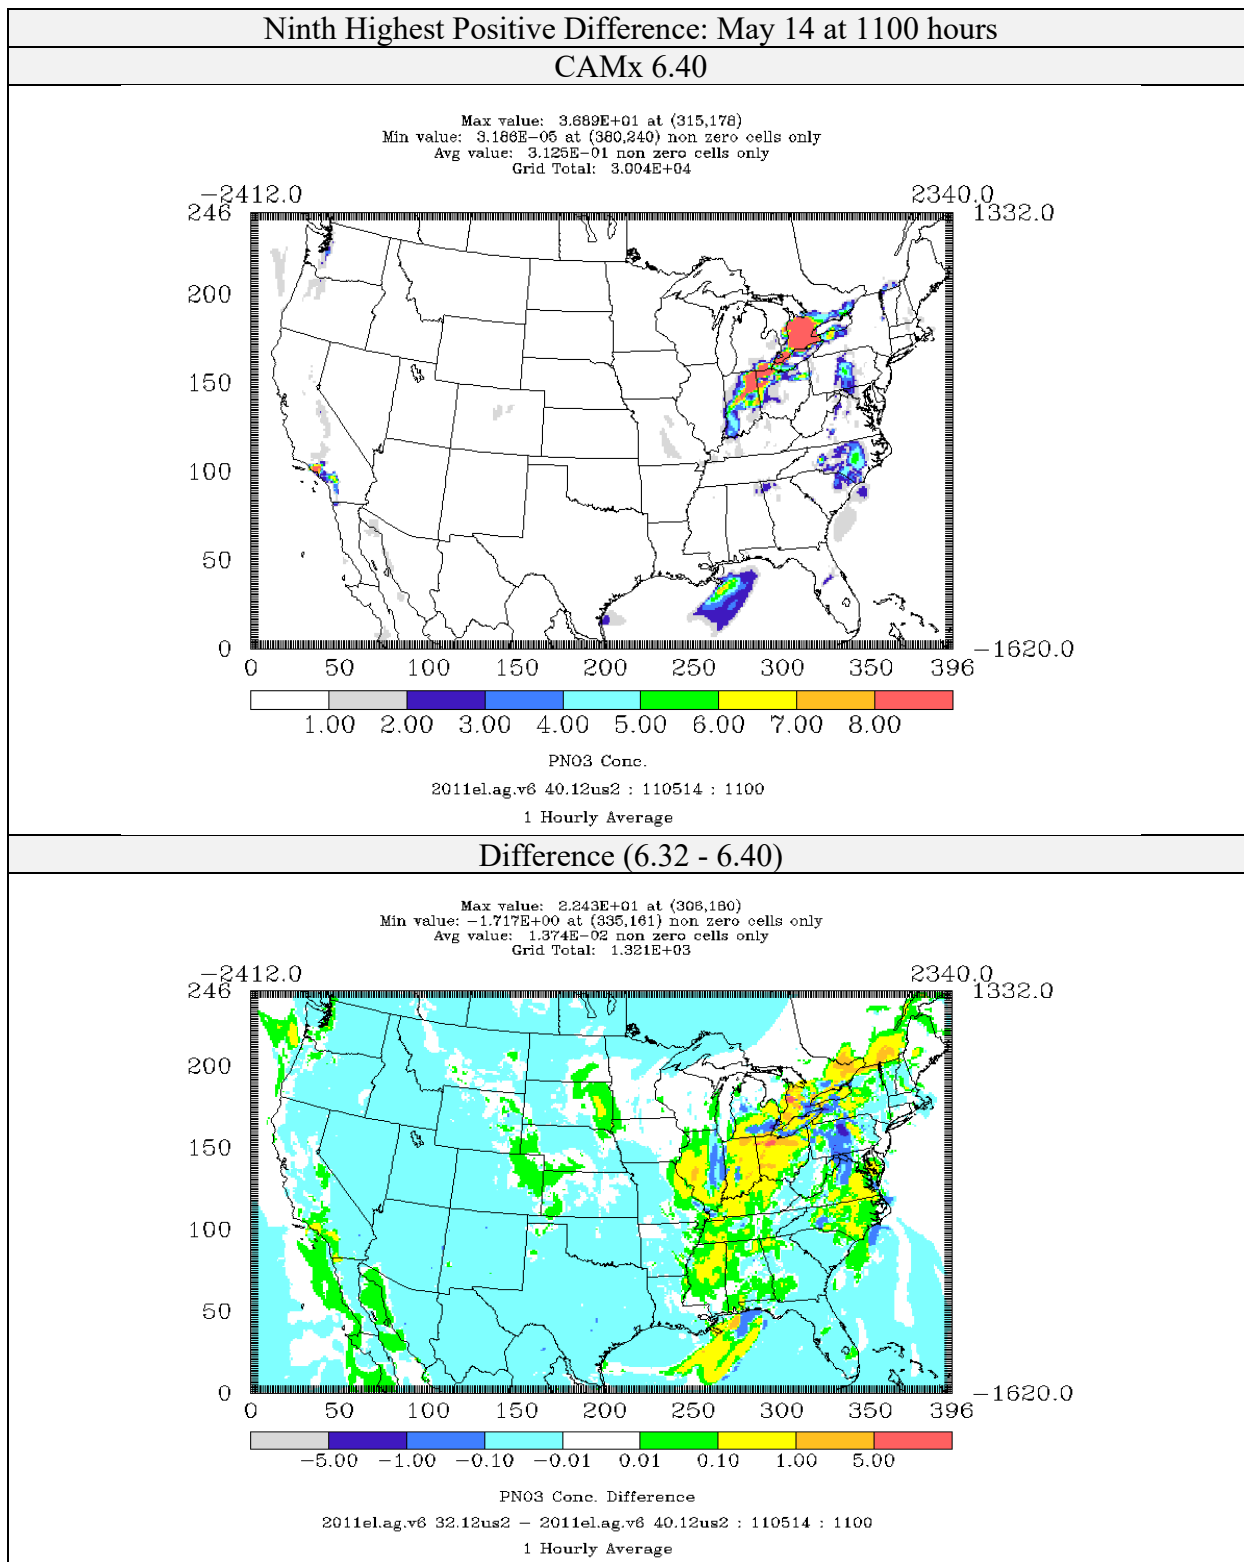 Ninth Highest Positive Difference: May 14 at 1100 hours
CAMx 6.40
Max value: 3.689E+01 at (315,178)
Min value: 3.186E-05 at (380,240) non zero cells only
Avg value: 3.125E-01 non zero cells only
Grid Total: 3.004E+04
-2412.0 2340.0
246 1332.0
200
150
100
50
0 -1620.0
0 50 100 150 200 250 300 350 396
1.00 2.00 3.00 4.00 5.00 6.00 7.00 8.00
PNO3 Conc.
2011el.ag.v6 40.12us2 : 110514 : 1100
1 Hourly Average
Difference (6.32 - 6.40)
Max value: 2.243E+01 at (306,180)
Min value: -1.717E+00 at (335,161) non zero cells only
Avg value: 1.374E-02 non zero cells only
Grid Total: 1.321E+03
-2412.0 2340.0
246 1332.0
200
150
100
50
0 -1620.0
0 50 100 150 200 250 300 350 396
-5.00 -1.00 -0.10 -0.01 0.01 0.10 1.00 5.00
PNO3 Conc. Difference
2011el.ag.v6 32.12us2 - 2011el.ag.v6 40.12us2 : 110514 : 1100
1 Hourly Average